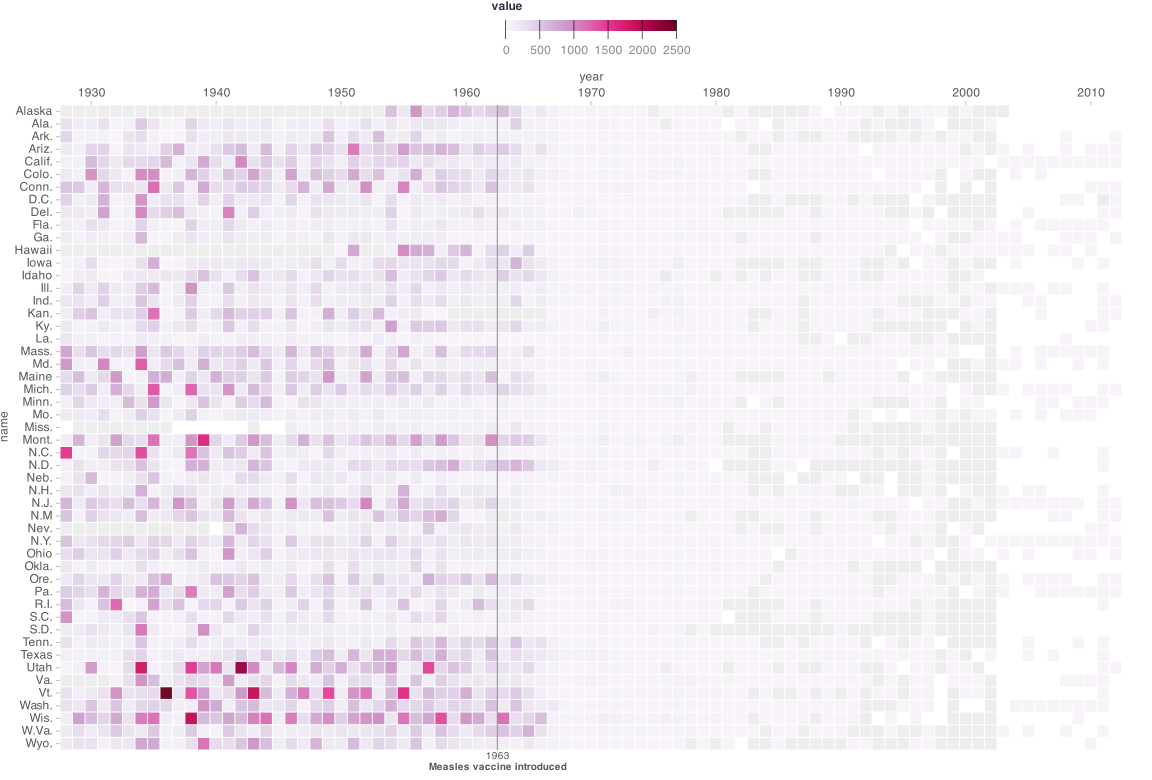 value
0 500 1000 1500 2000 2500
year
1930 1940 1950 1960 1970 1980 1990 2000 2010
name
Alaska
Ala.
Ark.
Ariz.
Calif.
Colo.
Conn.
D.C.
Del.
Fla.
Ga.
Hawaii
Iowa
Idaho
Ill.
Ind.
Kan.
Ky.
La.
Mass.
Md.
Maine
Mich.
Minn.
Mo.
Miss.
Mont.
N.C.
N.D.
Neb.
N.H.
N.J.
N.M
Nev.
N.Y.
Ohio
Okla.
Ore.
Pa.
R.I.
S.C.
S.D.
Tenn.
Texas
Utah
Va.
Vt.
Wash.
Wis.
W.Va.
Wyo.
1963
Measles vaccine introduced